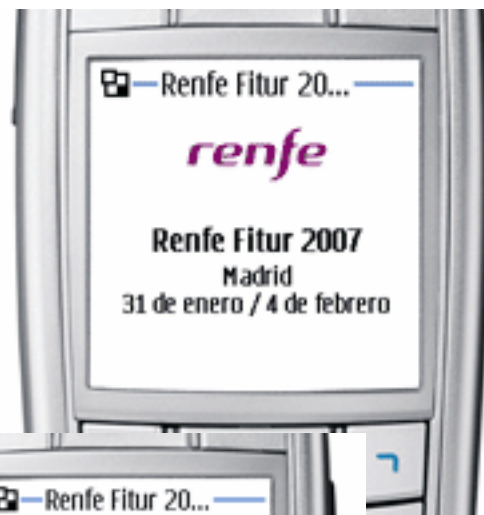 Renfe Fitur 20...
renfe
Renfe Fitur 2007
Madrid
31 de enero / 4 de febrero
Renfe Fitur 20...